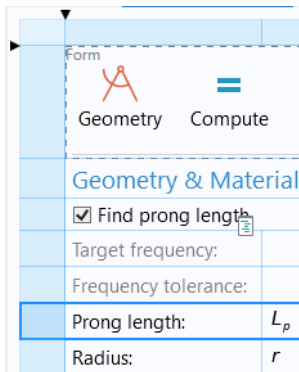 Form
Geometry Compute
Geometry & Material
Find prong length
Target frequency:
Frequency tolerance:
Prong length: Lp
Radius: r